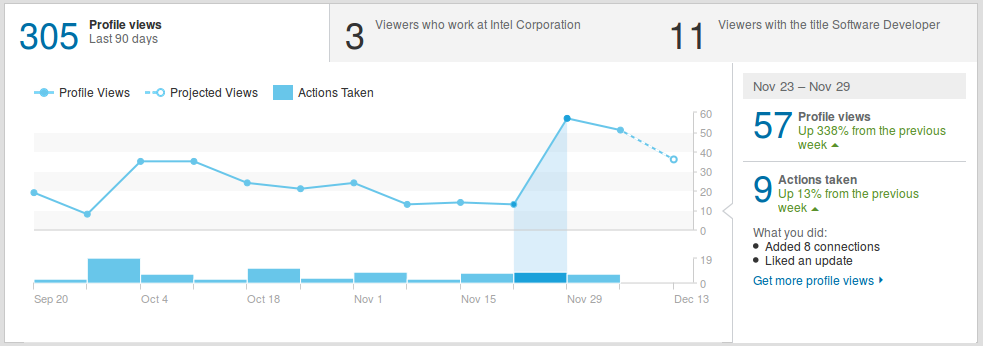 305 Profile views
Last 90 days
3 Viewers who work at Intel Corporation
11 Viewers with the title Software Developer
Profile Views Projected Views Actions Taken
60
50
40
30
20
10
0
19
0
Sep 20 Oct 4 Oct 18 Nov 1 Nov 15 Nov 29 Dec 13
Nov 23 – Nov 29
57 Profile views
Up 338% from the previous
week
9 Actions taken
Up 13% from the previous
week
What you did:
• Added 8 connections
• Liked an update
Get more profile views